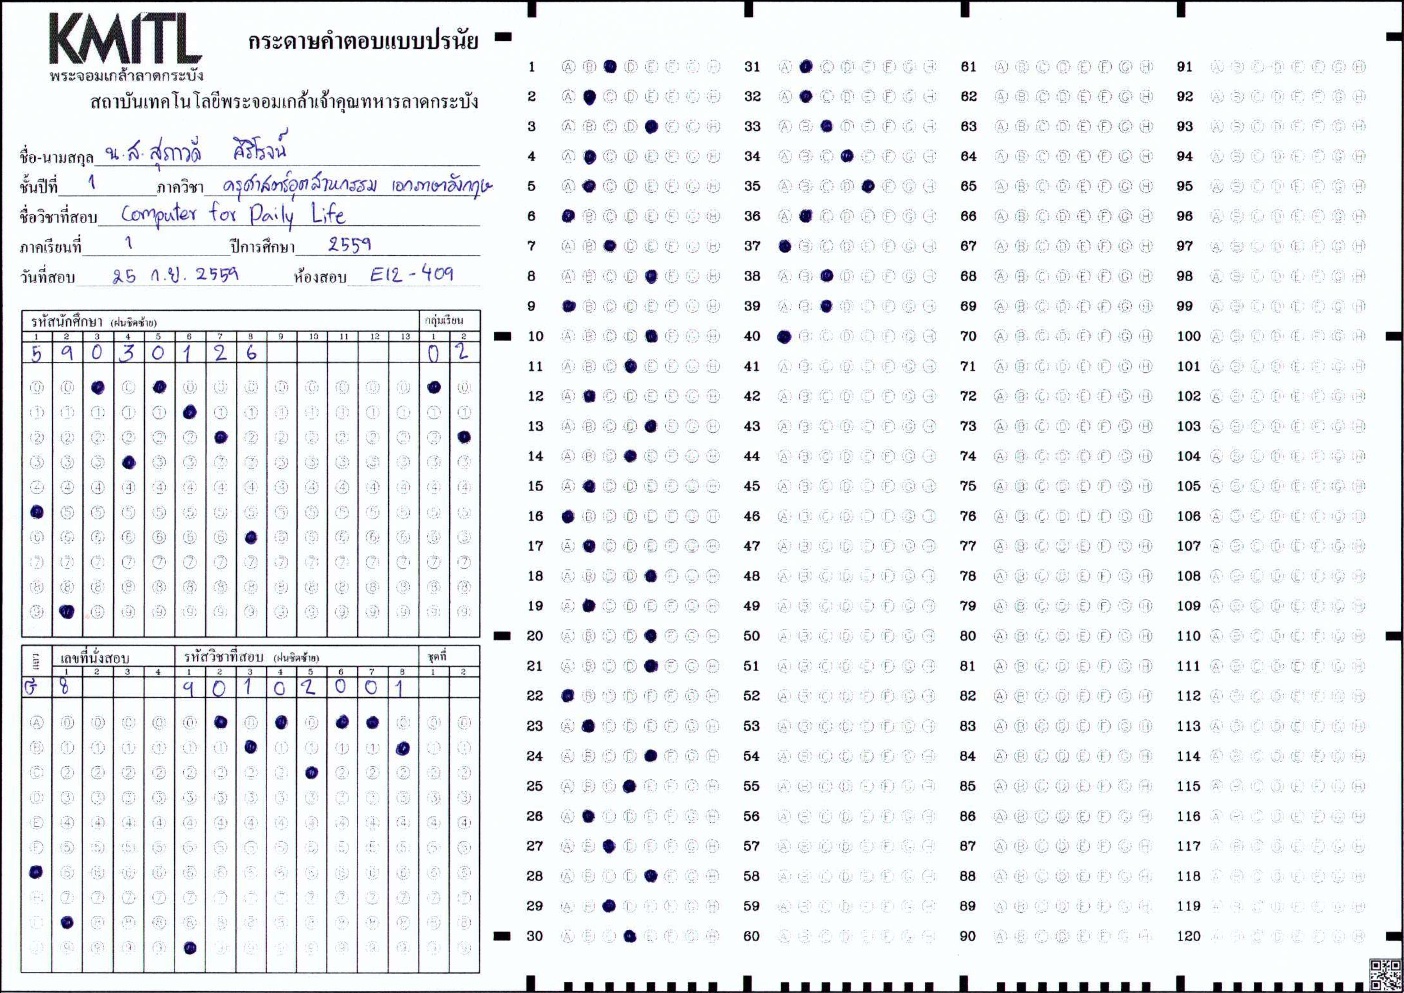 KMITL
พระจอมเกล้าลาดกระบัง
กระดาษคำตอบแบบปรนัย
สถาบันเทคโนโลยีพระจอมเกล้าเจ้าคุณทหารลาดกระบัง
ชื่อ-นามสกุล น.ส. สุภาวดี ศิริโรจน์
ชั้นปีที่ 1 ภาควิชา ครุศาสตร์อุตสาหกรรม เอกภาษาอังกฤษ
ชื่อวิชาที่สอบ Computer for Daily Life
ภาคเรียนที่ 1 ปีการศึกษา 2559
วันที่สอบ 25 ก.ย. 2559 ห้องสอบ E12-409
รหัสนักศึกษา (ฝนชิดซ้าย) กลุ่มเรียน
1 2 3 4 5 6 7 8 9 10 11 12 13 1 2
5 9 0 3 0 1 2 6 0 2
แถว เลขที่นั่งสอบ รหัสวิชาที่สอบ (ฝนชิดซ้าย) ชุดที่
1 2 3 4 1 2 3 4 5 6 7 8 1 2
G 8 9 0 1 0 2 0 0 1
1 31 61 91
2 32 62 92
3 33 63 93
4 34 64 94
5 35 65 95
6 36 66 96
7 37 67 97
8 38 68 98
9 39 69 99
10 40 70 100
11 41 71 101
12 42 72 102
13 43 73 103
14 44 74 104
15 45 75 105
16 46 76 106
17 47 77 107
18 48 78 108
19 49 79 109
20 50 80 110
21 51 81 111
22 52 82 112
23 53 83 113
24 54 84 114
25 55 85 115
26 56 86 116
27 57 87 117
28 58 88 118
29 59 89 119
30 60 90 120